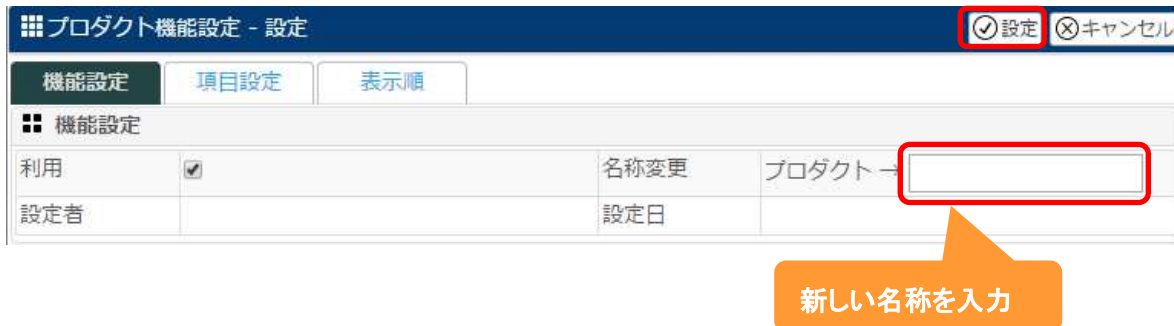 プロダクト機能設定 - 設定 設定 キャンセル
機能設定 項目設定 表示順
機能設定
利用 名称変更 プロダクト →
設定者 設定日
新しい名称を入力